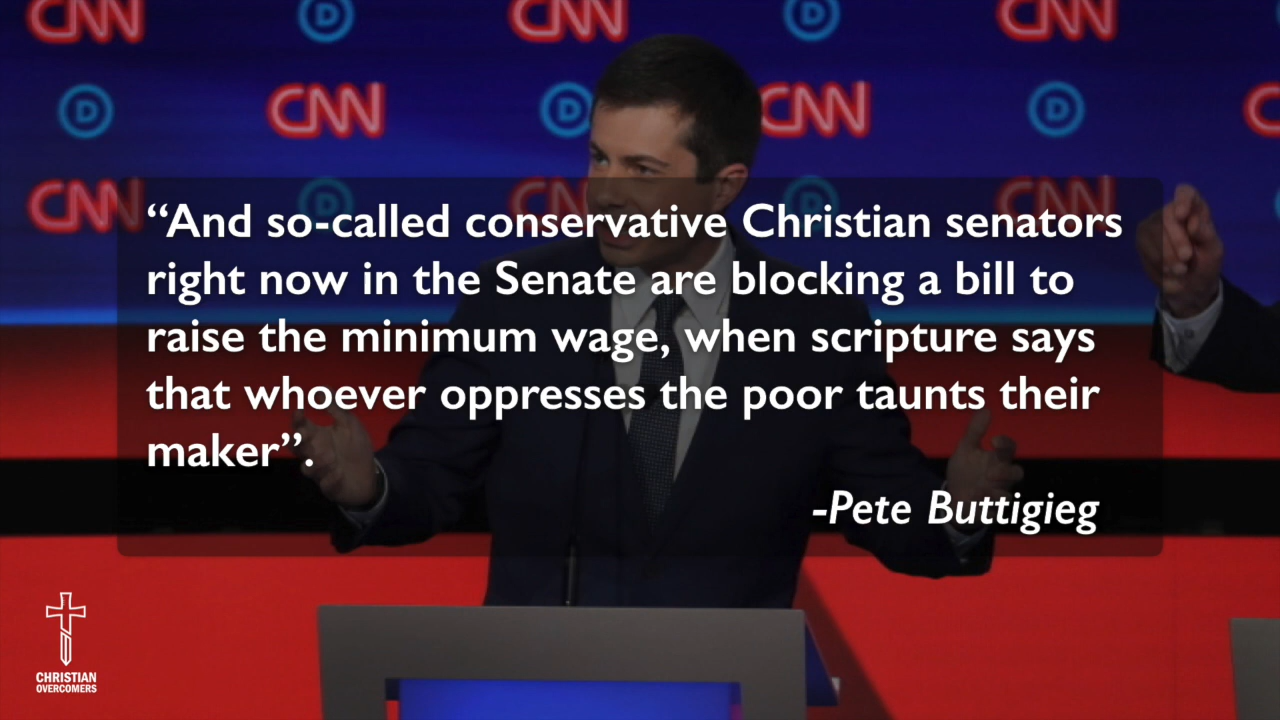 CNN D CNN D CNN
D CNN D CNN D
CNN D CNN D CNN
“And so-called conservative Christian senators
right now in the Senate are blocking a bill to
raise the minimum wage, when scripture says
that whoever oppresses the poor taunts their
maker”.
-Pete Buttigieg
CHRISTIAN
OVERCOMERS